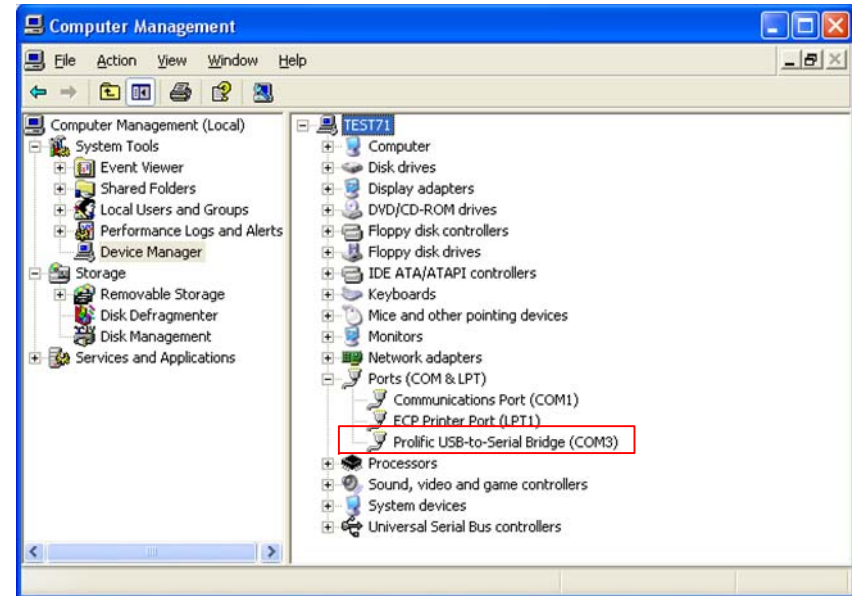 Computer Management
File Action View Window Help
Computer Management (Local)
System Tools
Event Viewer
Shared Folders
Local Users and Groups
Performance Logs and Alerts
Device Manager
Storage
Removable Storage
Disk Defragmenter
Disk Management
Services and Applications
TEST71
Computer
Disk drives
Display adapters
DVD/CD-ROM drives
Floppy disk controllers
Floppy disk drives
IDE ATA/ATAPI controllers
Keyboards
Mice and other pointing devices
Monitors
Network adapters
Ports (COM & LPT)
Communications Port (COM1)
ECP Printer Port (LPT1)
Prolific USB-to-Serial Bridge (COM3)
Processors
Sound, video and game controllers
System devices
Universal Serial Bus controllers